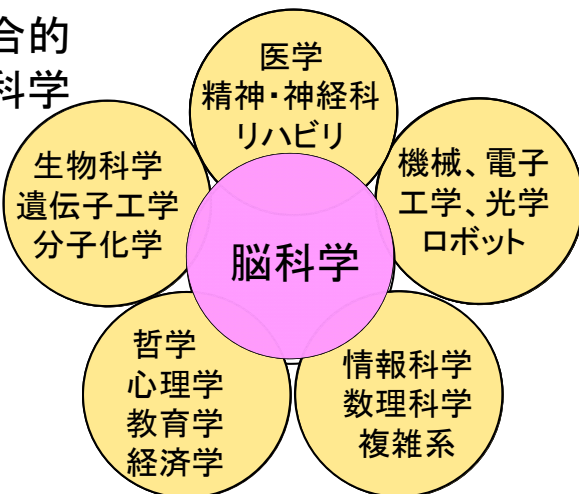 合的
科学
医学
精神・神経科
リハビリ
生物科学
遺伝子工学
分子化学
機械、電子
工学、光学
ロボット
脳科学
哲学
心理学
教育学
経済学
情報科学
数理科学
複雑系